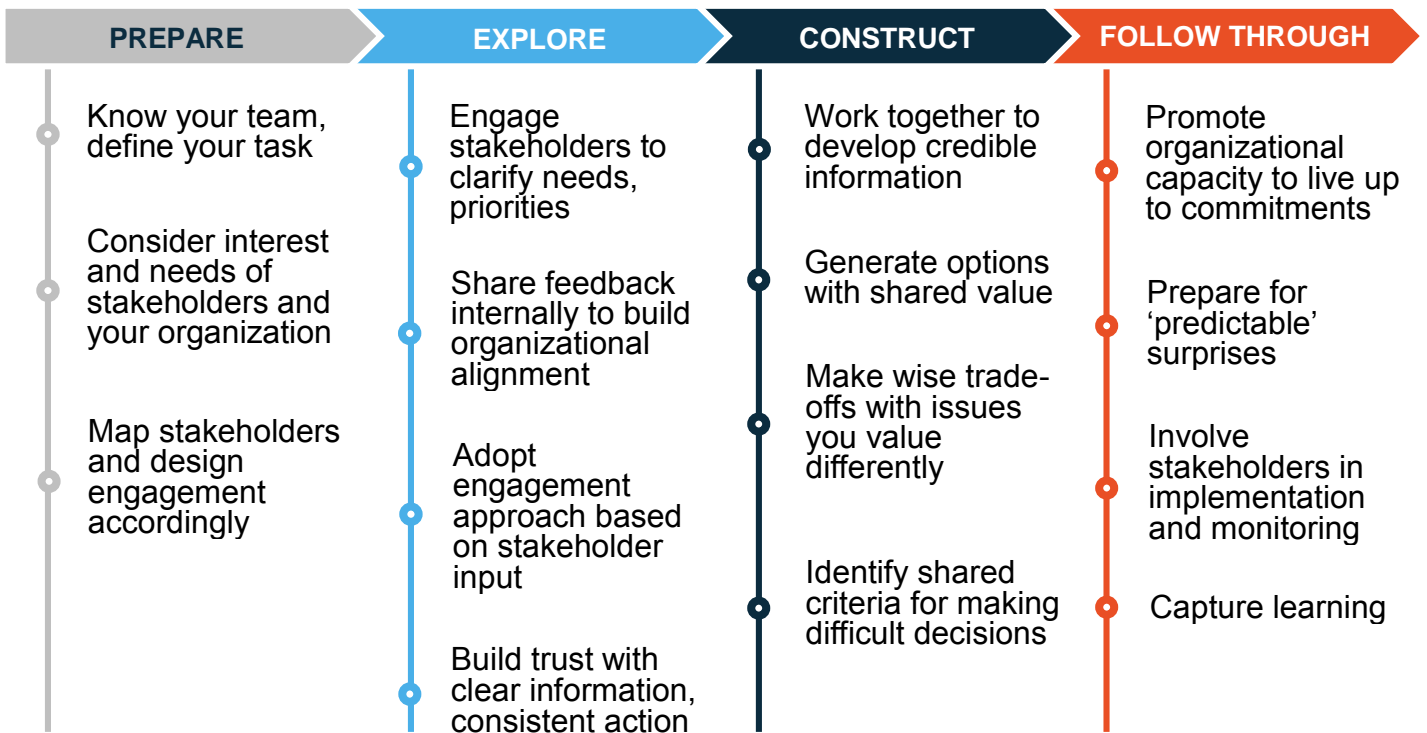 PREPARE
Know your team,
define your task
Consider interest
and needs of
stakeholders and
your organization
Map stakeholders
and design
engagement
accordingly
EXPLORE
Engage
stakeholders to
clarify needs,
priorities
Share feedback
internally to build
organizational
alignment
Adopt
engagement
approach based
on stakeholder
input
Build trust with
clear information,
consistent action
CONSTRUCT
Work together to
develop credible
information
Generate options
with shared value
Make wise trade-
offs with issues
you value
differently
Identify shared
criteria for making
difficult decisions
FOLLOW THROUGH
Promote
organizational
capacity to live up
to commitments
Prepare for
‘predictable’
surprises
Involve
stakeholders in
implementation
and monitoring
Capture learning